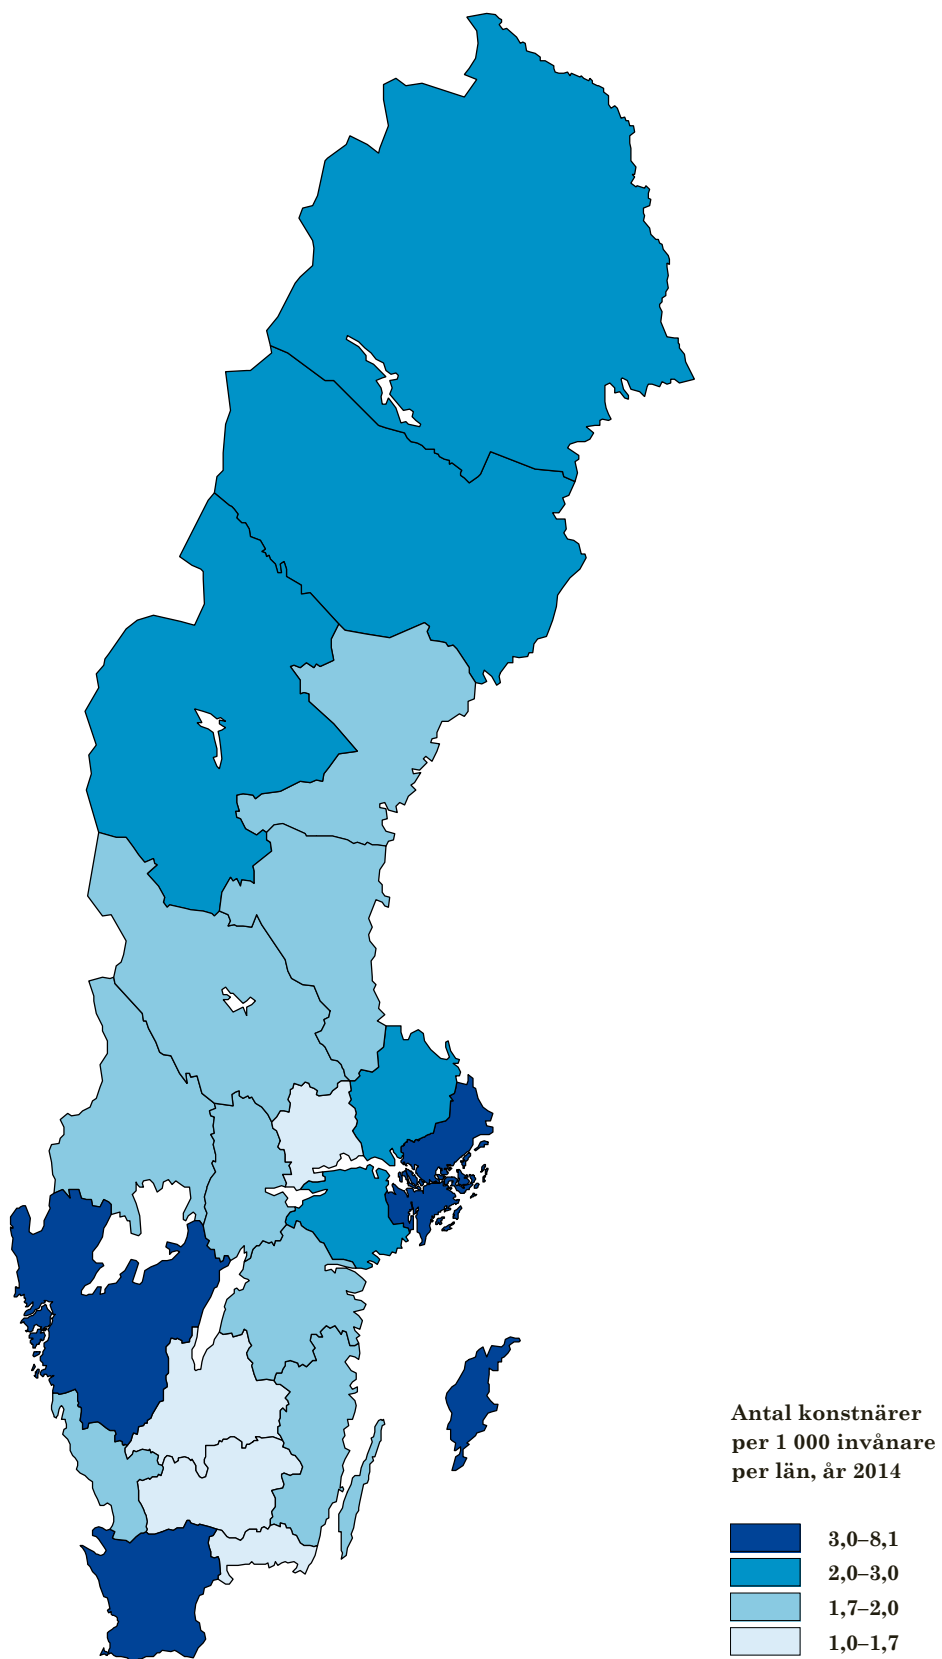 Antal konstnärer
per 1 000 invånare
per län, år 2014
3,0–8,1
2,0–3,0
1,7–2,0
1,0–1,7